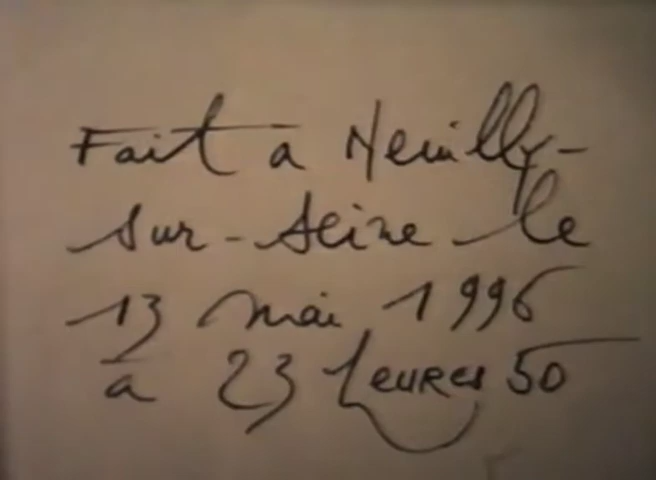 Fait a Neuilly-
sur-Seine le
13 mai 1996
a 23 heures 50